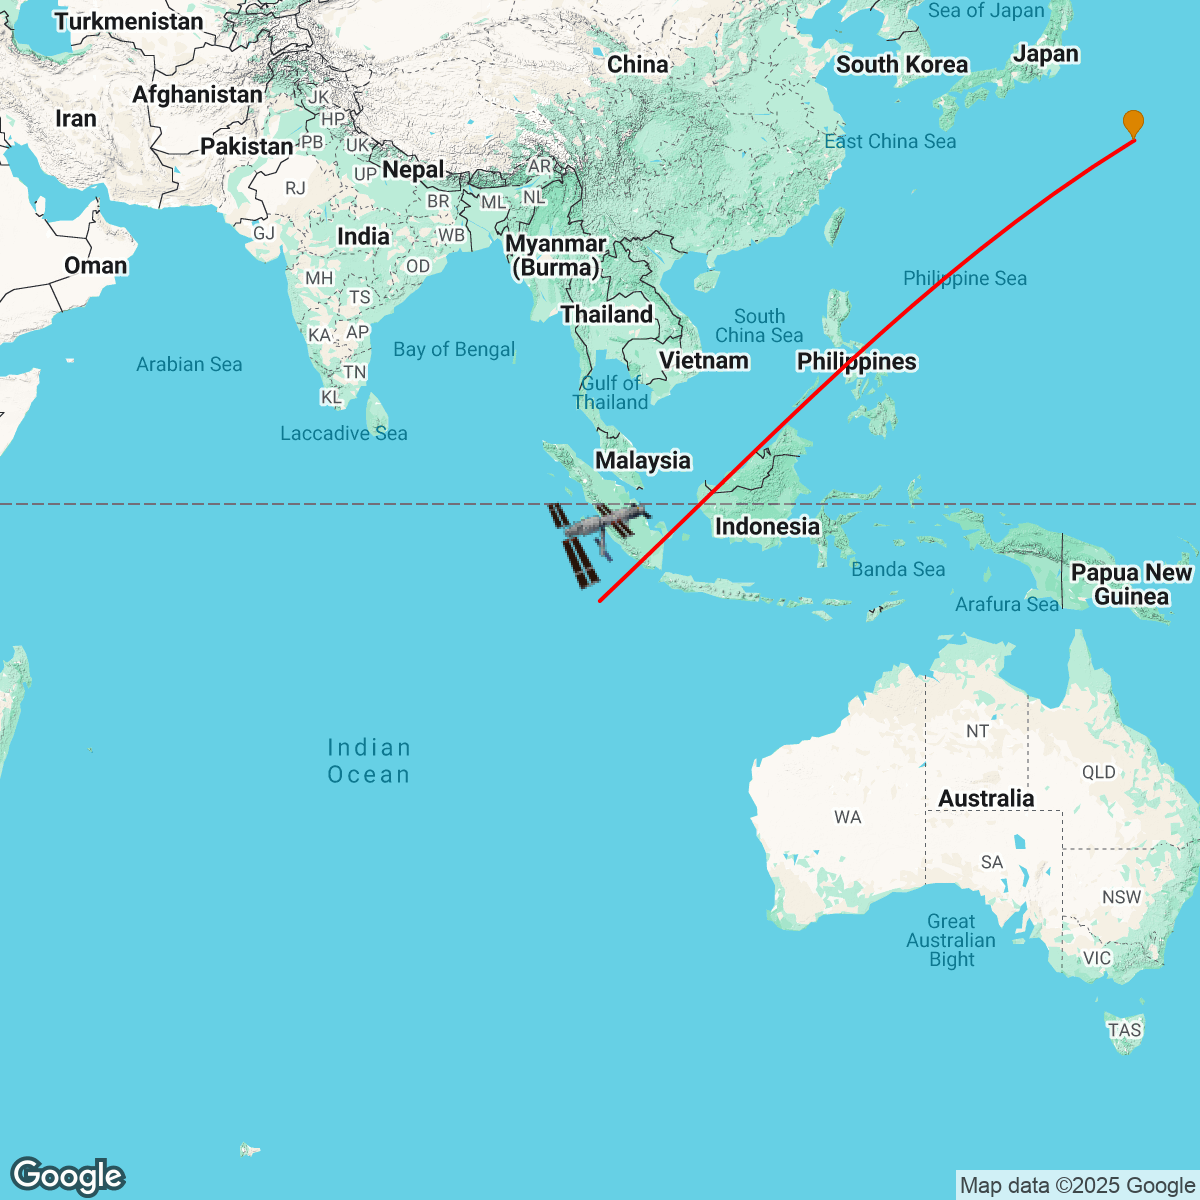 Sea of Japan
Turkmenistan
Japan
China
South Korea
Afghanistan
JK
HP
Iran
East China Sea
Pakistan
PB
UK
UP
Nepal
AR
RJ
BR
ML
NL
GJ
India
WB
Myanmar
(Burma)
Oman
OD
MH
Philippine Sea
TS
Thailand
South
China Sea
KA
AP
Bay of Bengal
Arabian Sea
Vietnam
Philippines
TN
Gulf of
Thailand
KL
Laccadive Sea
Malaysia
Indonesia
Banda Sea
Papua New
Guinea
Arafura Sea
NT
Indian
Ocean
QLD
Australia
WA
SA
NSW
Great
Australian
Bight
VIC
TAS
Google
Map data ©2025 Google